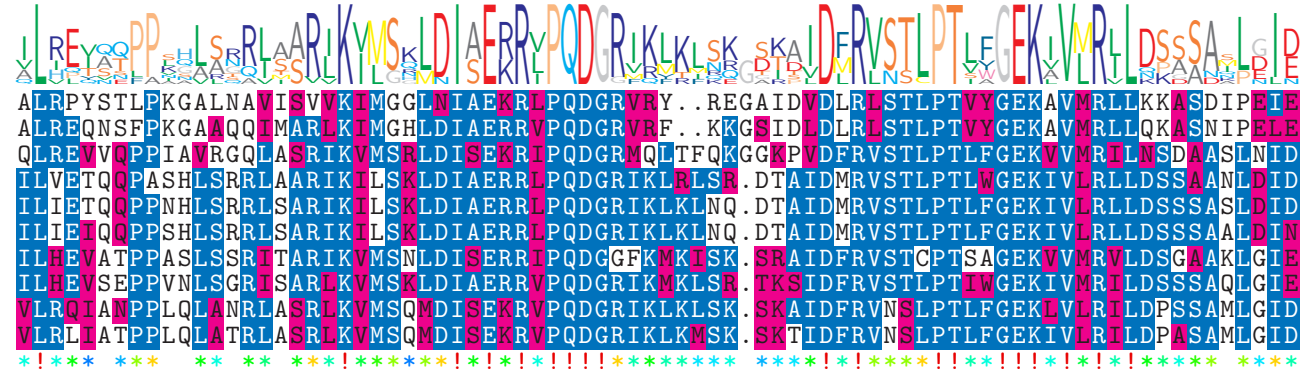 ALRPYSTLPKGALNAVISVVKIMGGLNIAEKRLPQDGRVRY..REGAIDVDLRLSTLPTVYGEKAVMRLLKKASDIPEIE
ALREQNSFPKGAAQQIMARLKIMGHLDIAERRVPQDGRVRF..KKGSIDLDLRLSTLPTVYGEKAVMRLLQKASNIPELE
QLREVVQPPIAVRGQLASRIKVMSRLDISEKRIPQDGRMQLTFQKGGKPVDFRVSTLPTLFGEKVVMRILNSDAASLNID
ILVETQQPASHLSRRLAARIKILSKLDIAERRLPQDGRIKLRLSR.DTAIDMRVSTLPTLWGEKIVLRLLDSSAANLDID
ILIETQQPPNHLSRRLSARIKILSKLDIAERRLPQDGRIKLKLNQ.DTAIDMRVSTLPTLFGEKIVLRLLDSSSASLDID
ILIEIQQPPSHLSRRLSARIKILSKLDIAERRLPQDGRIKLKLNQ.DTAIDMRVSTLPTLFGEKIVLRLLDSSSAALDIN
ILHEVATPPASLSSRITARIKVMSNLDISERRIPQDGGFKMKISK.SRAIDFRVSTCPTSAGEKVVMRVLDSGAAKLGIE
ILHEVSEPPVNLSGRISARLKVMSKLDIAERRVPQDGRIKMKLSR.TKSIDFRVSTLPTIWGEKIVMRILDSSSAQLGIE
VLRQIANPPLQLANRLASRLKVMSQMDISEKRVPQDGRIKLKLSK.SKAIDFRVNSLPTLFGEKLVLRILDPSSAMLGID
VLRLIATPPLQLATRLASRLKVMSQMDISEKRVPQDGRIKLKMSK.SKTIDFRVNSLPTLFGEKIVLRILDPASAMLGID
*!*** ***  ** ******!******!*!*!*!!!!******** ****!*!****!!**!!!*!*!*!***** ****